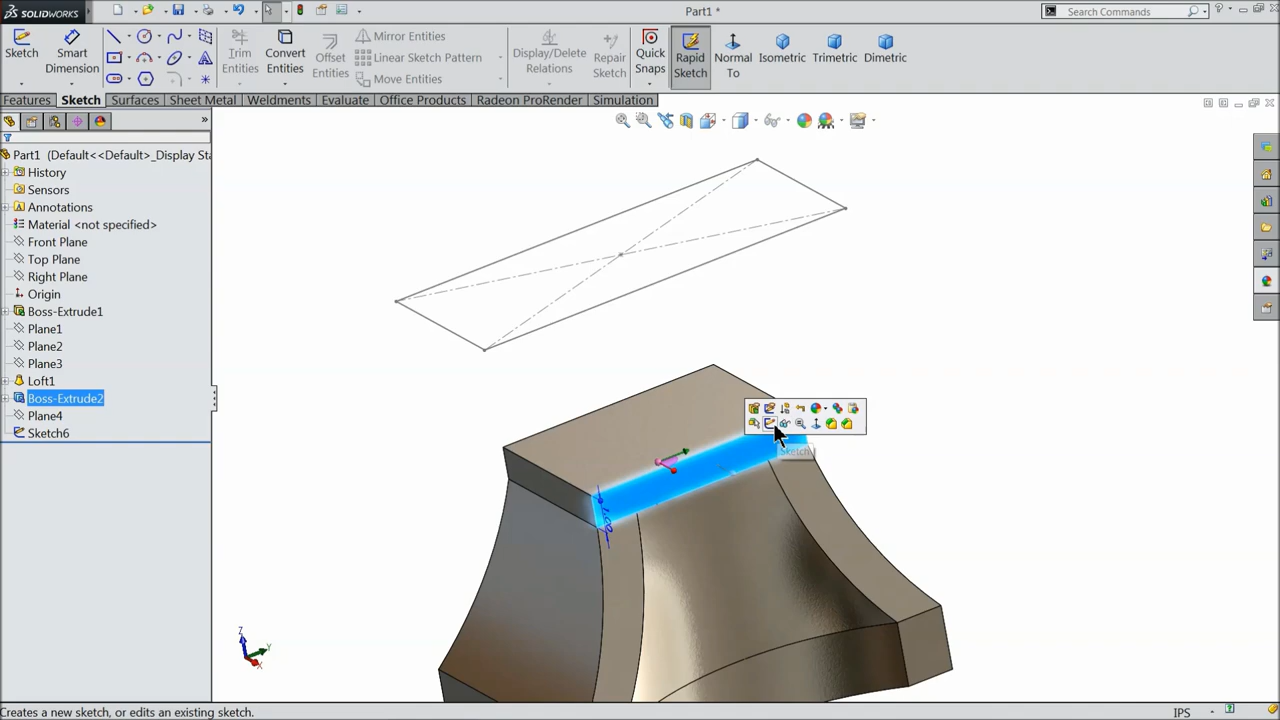 SOLIDWORKS
Part1 *
Search Commands
Sketch
Smart Dimension
Trim Entities
Convert Entities
Offset Entities
Mirror Entities
Linear Sketch Pattern
Move Entities
Display/Delete Relations
Repair Sketch
Quick Snaps
Rapid Sketch
Normal To
Isometric
Trimetric
Dimetric
Features
Sketch
Surfaces
Sheet Metal
Weldments
Evaluate
Office Products
Radeon ProRender
Simulation
Part1 (Default<<Default>_Display Sta
History
Sensors
Annotations
Material <not specified>
Front Plane
Top Plane
Right Plane
Origin
Boss-Extrude1
Plane1
Plane2
Plane3
Loft1
Boss-Extrude2
Plane4
Sketch6
Sketch
1.00
Z
Y
X
Creates a new sketch, or edits an existing sketch.
IPS